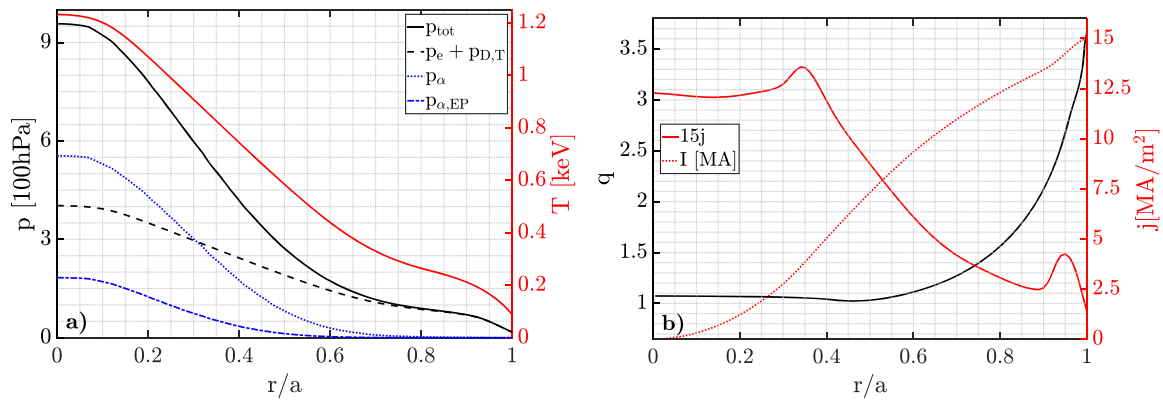 9
6
3
0
p [100hPa]
p_tot
p_e + p_D,T
p_α
p_α,EP
a)
0
0.2
0.4
0.6
0.8
1
r/a
1.2
1
0.8
0.6
0.4
0.2
0
T [keV]
3.5
3
2.5
2
1.5
1
q
15j
I [MA]
b)
0
0.2
0.4
0.6
0.8
1
r/a
15
12.5
10
7.5
5
2.5
0
j[MA/m²]